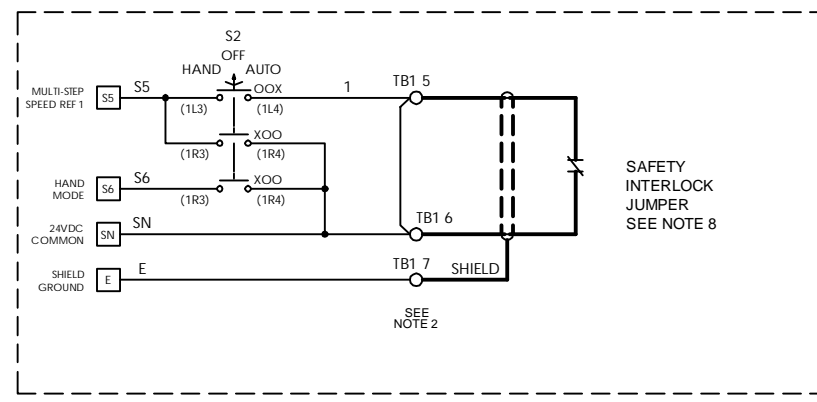 S2
OFF
HAND AUTO
MULTI-STEP
SPEED REF 1
S5
S5
OOX
1
TB1 5
(1L3)
(1L4)
XOO
(1R3)
(1R4)
HAND
MODE
S6
S6
XOO
(1R3)
(1R4)
24VDC
COMMON
SN
SN
TB1 6
SHIELD
GROUND
E
E
TB1 7
SHIELD
SEE
NOTE 2
SAFETY
INTERLOCK
JUMPER
SEE NOTE 8